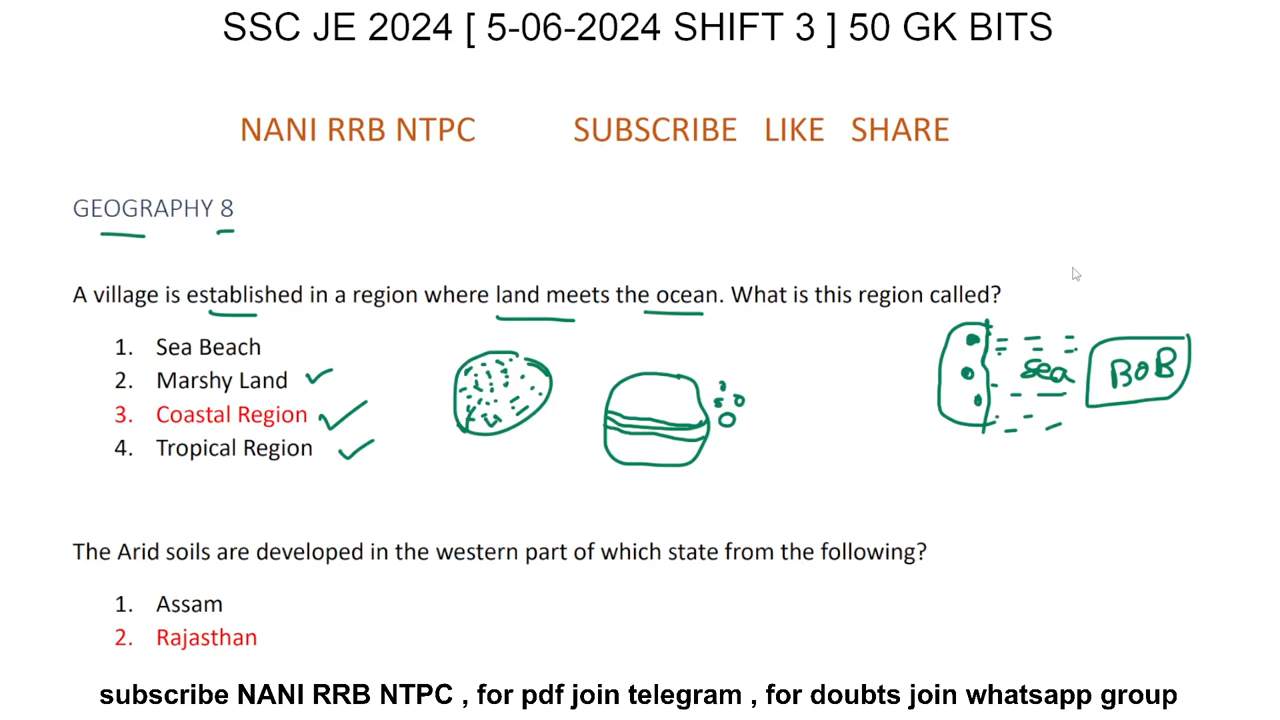 SSC JE 2024 [ 5-06-2024 SHIFT 3 ] 50 GK BITS
NANI RRB NTPC SUBSCRIBE LIKE SHARE
GEOGRAPHY 8
A village is established in a region where land meets the ocean. What is this region called?
1. Sea Beach
2. Marshy Land
3. Coastal Region
4. Tropical Region
sea BOB
The Arid soils are developed in the western part of which state from the following?
1. Assam
2. Rajasthan
subscribe NANI RRB NTPC , for pdf join telegram , for doubts join whatsapp group